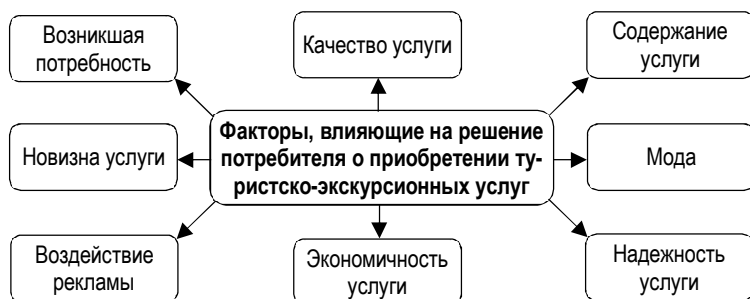 Возникшая
потребность
Качество услуги
Содержание
услуги
Факторы, влияющие на решение
потребителя о приобретении ту-
ристско-экскурсионных услуг
Новизна услуги
Мода
Воздействие
рекламы
Экономичность
услуги
Надежность
услуги